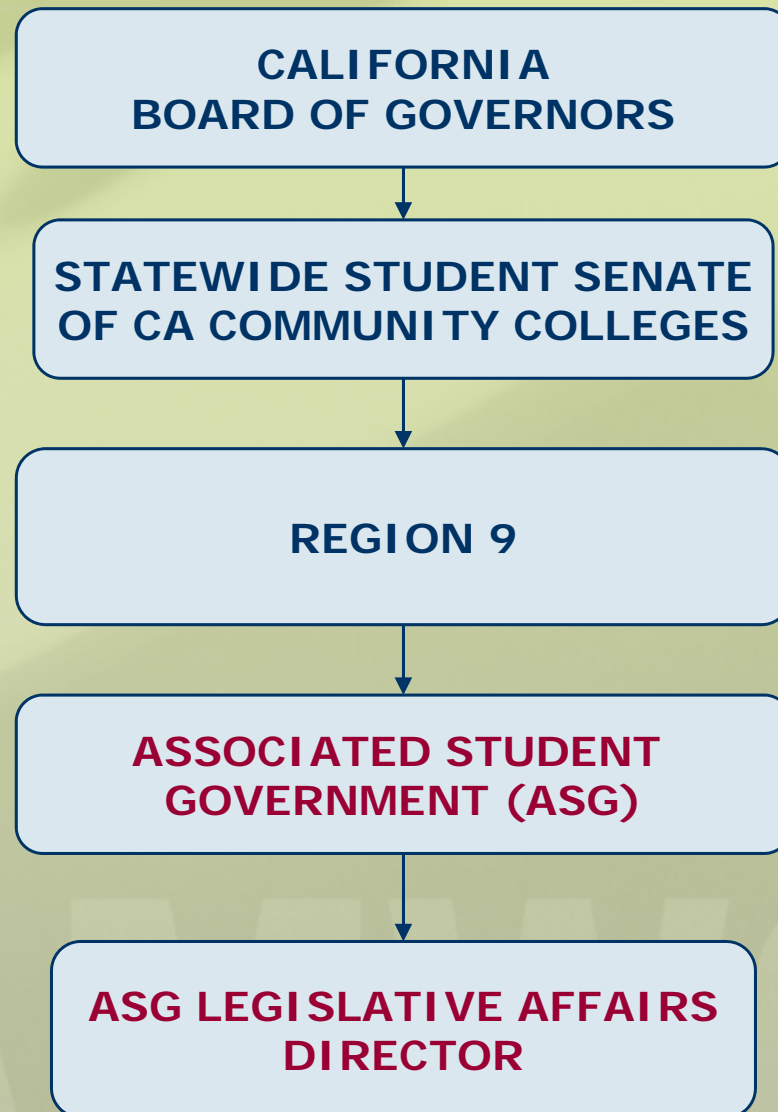 CALIFORNIA
BOARD OF GOVERNORS
STATEWIDE STUDENT SENATE
OF CA COMMUNITY COLLEGES
REGION 9
ASSOCIATED STUDENT
GOVERNMENT (ASG)
ASG LEGISLATIVE AFFAIRS
DIRECTOR